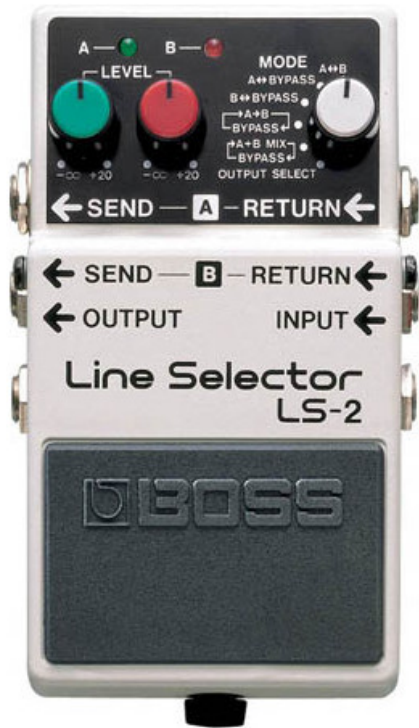 A B
LEVEL
-∞ +20 -∞ +20
MODE
A↔B
A↔BYPASS
B↔BYPASS
→A→B→
BYPASS
→A+B MIX→
BYPASS
OUTPUT SELECT
← SEND — A — RETURN ←
← SEND — B — RETURN ←
← OUTPUT INPUT ←
Line Selector
LS-2
BOSS